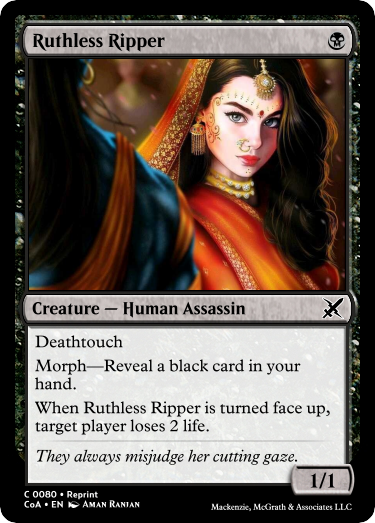 Ruthless Ripper
Creature — Human Assassin
Deathtouch
Morph—Reveal a black card in your
hand.
When Ruthless Ripper is turned face up,
target player loses 2 life.
They always misjudge her cutting gaze.
1/1
C 0080 • Reprint
CoA • EN Aman Ranjan
Mackenzie, McGrath & Associates LLC